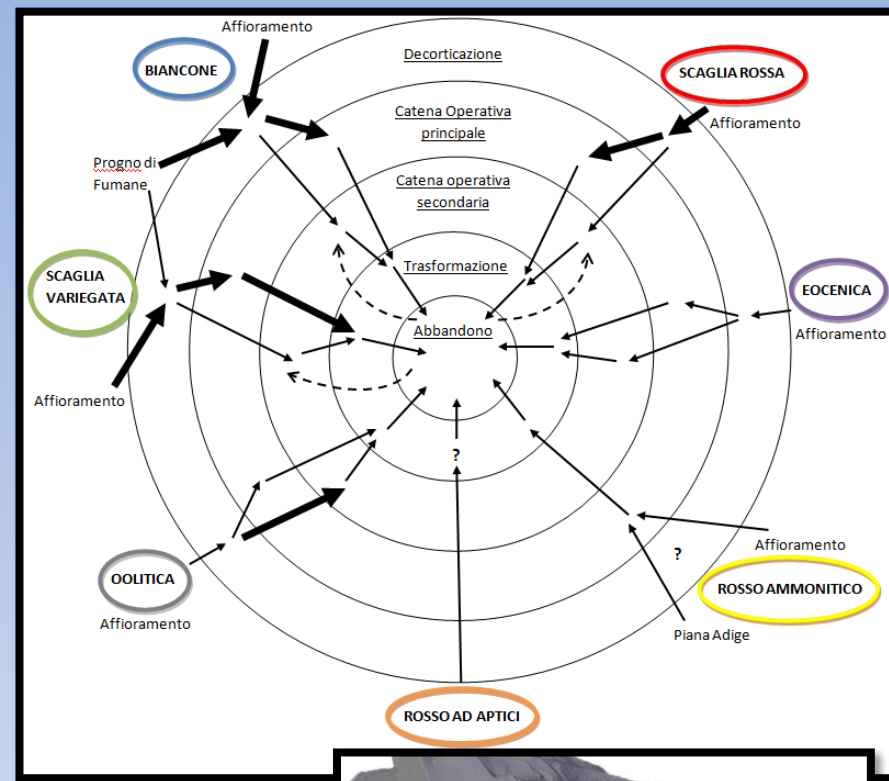 Affioramento
Decorticazione
BIANCONE
SCAGLIA ROSSA
Catena Operativa
principale
Affioramento
Progno di
Fumane
Catena operativa
secondaria
SCAGLIA
VARIEGATA
Trasformazione
EOCENICA
Abbandono
Affioramento
Affioramento
?
Affioramento
?
OOLITICA
ROSSO AMMONITICO
Affioramento
Piana Adige
ROSSO AD APTICI